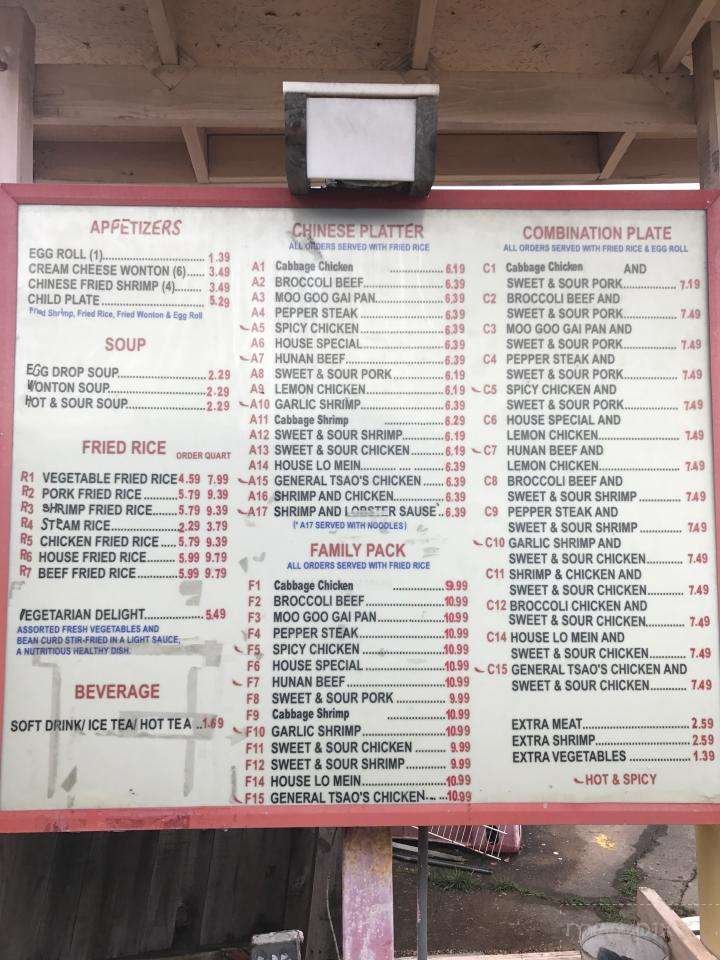 APPETIZERS
EGG ROLL (1)........................ 1.39
CREAM CHEESE WONTON (6)..... 3.49
CHINESE FRIED SHRIMP (4)....... 3.49
CHILD PLATE.......................... 5.29
Fried Shrimp, Fried Rice, Fried Wonton & Egg Roll
SOUP
EGG DROP SOUP..................... 2.29
WONTON SOUP....................... 2.29
HOT & SOUR SOUP................... 2.29
FRIED RICE ORDER QUART
R1 VEGETABLE FRIED RICE 4.59 7.99
R2 PORK FRIED RICE......... 5.79 9.39
R3 SHRIMP FRIED RICE....... 5.79 9.39
R4 STEAM RICE................. 2.29 3.79
R5 CHICKEN FRIED RICE .... 5.79 9.39
R6 HOUSE FRIED RICE........ 5.99 9.79
R7 BEEF FRIED RICE.......... 5.99 9.79
VEGETARIAN DELIGHT............... 5.49
ASSORTED FRESH VEGETABLES AND
BEAN CURD STIR-FRIED IN A LIGHT SAUCE,
A NUTRITIOUS HEALTHY DISH.
BEVERAGE
SOFT DRINK/ ICE TEA/ HOT TEA ..1.69
CHINESE PLATTER
ALL ORDERS SERVED WITH FRIED RICE
A1 Cabbage Chicken ................ 6.19
A2 BROCCOLI BEEF................... 6.39
A3 MOO GOO GAI PAN............... 6.39
A4 PEPPER STEAK.................... 6.39
A5 SPICY CHICKEN................... 6.39
A6 HOUSE SPECIAL................... 6.39
A7 HUNAN BEEF....................... 6.39
A8 SWEET & SOUR PORK............ 6.19
A9 LEMON CHICKEN.................. 6.19
A10 GARLIC SHRIMP.................. 6.39
A11 Cabbage Shrimp ................ 6.29
A12 SWEET & SOUR SHRIMP......... 6.19
A13 SWEET & SOUR CHICKEN ....... 6.19
A14 HOUSE LO MEIN.................. 6.39
A15 GENERAL TSAO'S CHICKEN...... 6.39
A16 SHRIMP AND CHICKEN........... 6.39
A17 SHRIMP AND LOBSTER SAUSE.. 6.39
(* A17 SERVED WITH NOODLES)
FAMILY PACK
ALL ORDERS SERVED WITH FRIED RICE
F1 Cabbage Chicken ................ 9.99
F2 BROCCOLI BEEF................... 10.99
F3 MOO GOO GAI PAN............... 10.99
F4 PEPPER STEAK.................... 10.99
F5 SPICY CHICKEN................... 10.99
F6 HOUSE SPECIAL................... 10.99
F7 HUNAN BEEF....................... 10.99
F8 SWEET & SOUR PORK ........... 9.99
F9 Cabbage Shrimp ................. 10.99
F10 GARLIC SHRIMP.................. 10.99
F11 SWEET & SOUR CHICKEN ....... 9.99
F12 SWEET & SOUR SHRIMP......... 9.99
F14 HOUSE LO MEIN.................. 10.99
F15 GENERAL TSAO'S CHICKEN...... 10.99
COMBINATION PLATE
ALL ORDERS SERVED WITH FRIED RICE & EGG ROLL
C1 Cabbage Chicken AND
SWEET & SOUR PORK............ 7.19
C2 BROCCOLI BEEF AND
SWEET & SOUR PORK............ 7.49
C3 MOO GOO GAI PAN AND
SWEET & SOUR PORK............ 7.49
C4 PEPPER STEAK AND
SWEET & SOUR PORK............ 7.49
C5 SPICY CHICKEN AND
SWEET & SOUR PORK............ 7.49
C6 HOUSE SPECIAL AND
LEMON CHICKEN................... 7.49
C7 HUNAN BEEF AND
LEMON CHICKEN................... 7.49
C8 BROCCOLI BEEF AND
SWEET & SOUR SHRIMP ......... 7.49
C9 PEPPER STEAK AND
SWEET & SOUR SHRIMP ......... 7.49
C10 GARLIC SHRIMP AND
SWEET & SOUR CHICKEN......... 7.49
C11 SHRIMP & CHICKEN AND
SWEET & SOUR CHICKEN......... 7.49
C12 BROCCOLI CHICKEN AND
SWEET & SOUR CHICKEN......... 7.49
C14 HOUSE LO MEIN AND
SWEET & SOUR CHICKEN......... 7.49
C15 GENERAL TSAO'S CHICKEN AND
SWEET & SOUR CHICKEN......... 7.49
EXTRA MEAT.......................... 2.59
EXTRA SHRIMP....................... 2.59
EXTRA VEGETABLES ............... 1.39
HOT & SPICY